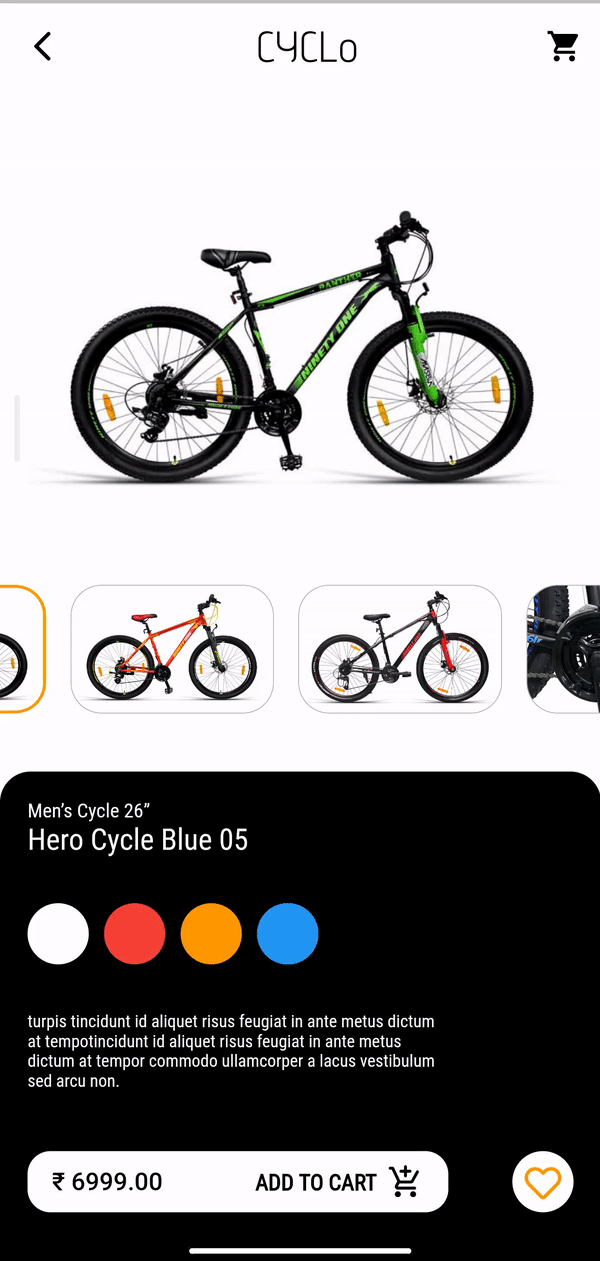 CYCLo
PANTHER
NINETY ONE
Men’s Cycle 26”
Hero Cycle Blue 05
turpis tincidunt id aliquet risus feugiat in ante metus dictum
at tempotincidunt id aliquet risus feugiat in ante metus
dictum at tempor commodo ullamcorper a lacus vestibulum
sed arcu non.
₹ 6999.00 ADD TO CART